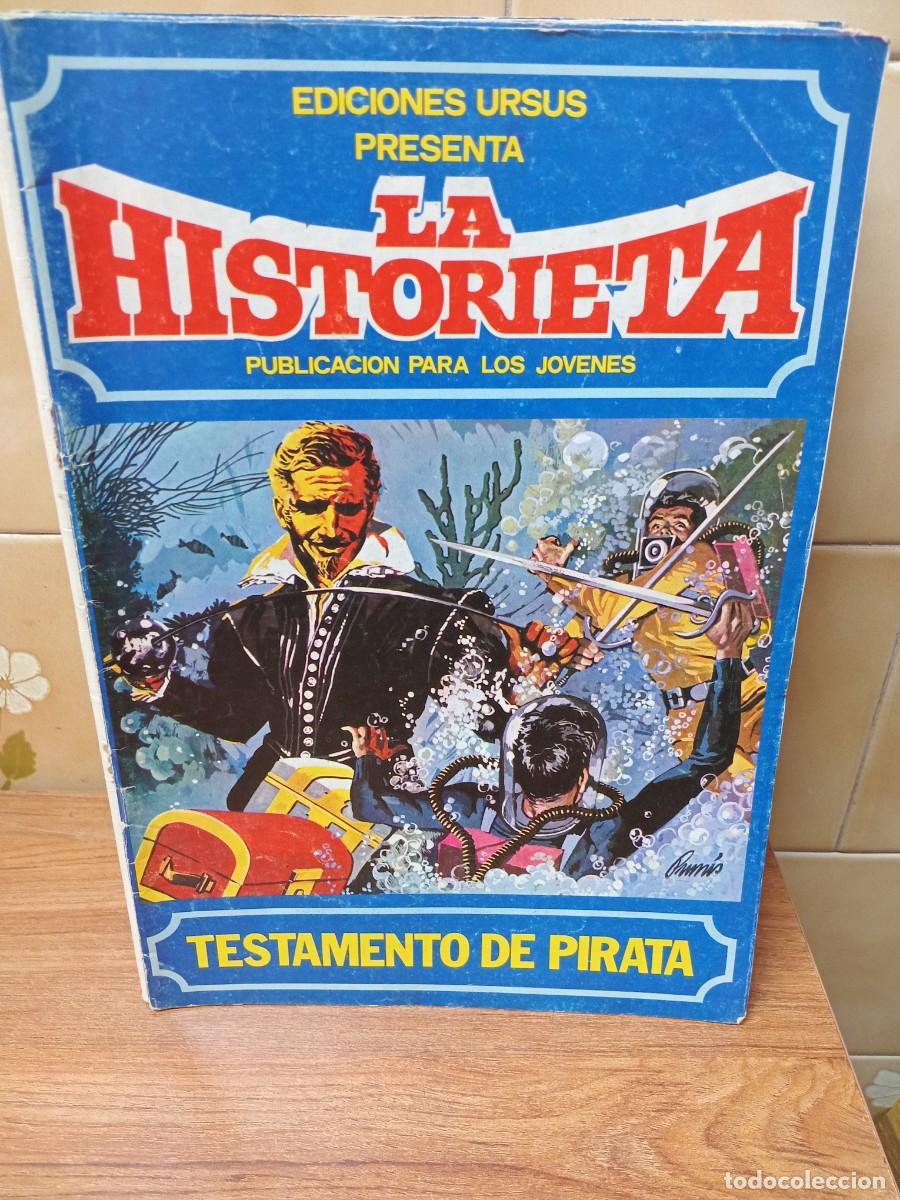 EDICIONES URSUS
PRESENTA
LA
HISTORIETA
PUBLICACION PARA LOS JOVENES
TESTAMENTO DE PIRATA
todocoleccion